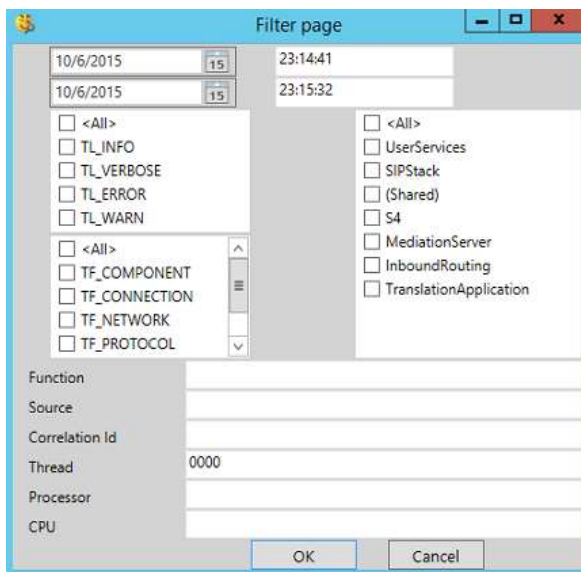 Filter page
10/6/2015 15 23:14:41
10/6/2015 15 23:15:32
<All>
TL_INFO
TL_VERBOSE
TL_ERROR
TL_WARN
<All>
TF_COMPONENT
TF_CONNECTION
TF_NETWORK
TF_PROTOCOL
<All>
UserServices
SIPStack
(Shared)
S4
MediationServer
InboundRouting
TranslationApplication
Function
Source
Correlation Id
Thread 0000
Processor
CPU
OK Cancel